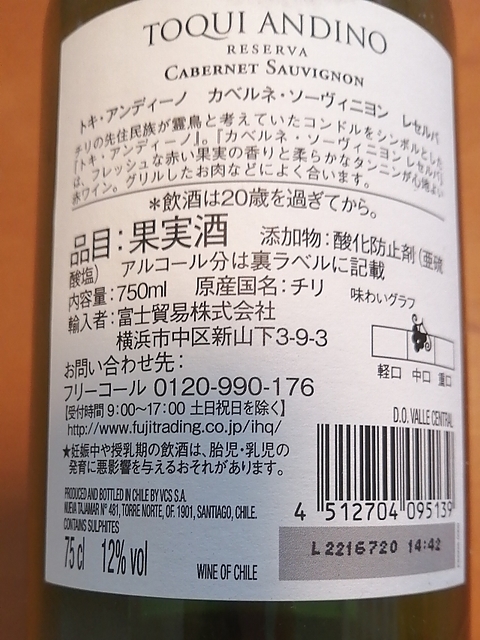 TOQUI ANDINO
RESERVA
CABERNET SAUVIGNON
トキ・アンディーノ カベルネ・ソーヴィニヨン レセルバ
チリの先住民族が霊鳥と考えていたコンドルをシンボルとした
『トキ・アンディーノ』。『カベルネ・ソーヴィニヨン レセルバ』
は、フレッシュな赤い果実の香りと柔らかなタンニンが心地よい
赤ワイン。グリルしたお肉などによく合います。
*飲酒は20歳を過ぎてから。
品目:果実酒 添加物:酸化防止剤(亜硫
酸塩) アルコール分は裏ラベルに記載
内容量:750ml 原産国名:チリ
輸入者:富士貿易株式会社
横浜市中区新山下3-9-3
味わいグラフ
軽口 中口 重口
お問い合わせ先:
フリーコール 0120-990-176
【受付時間 9:00~17:00 土日祝日を除く】
http://www.fujitrading.co.jp/ihq/
★妊娠中や授乳期の飲酒は、胎児・乳児の
発育に悪影響を与えるおそれがあります。
D.O. VALLE CENTRAL
PRODUCED AND BOTTLED IN CHILE BY VCS S.A.
NUEVA TAJAMAR Nº 481, TORRE NORTE, OF. 1901, SANTIAGO, CHILE.
CONTAINS SULPHITES
75 cl 12% vol
WINE OF CHILE
4 512704 095139
L2216720 14:42